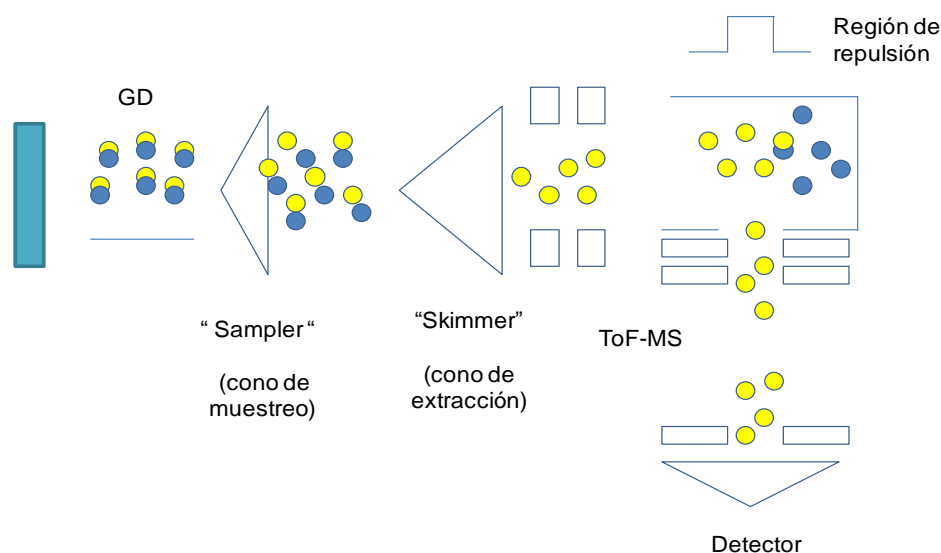 Región de
repulsión
GD
“ Sampler “
(cono de
muestreo)
“Skimmer”
(cono de
extracción)
ToF-MS
Detector